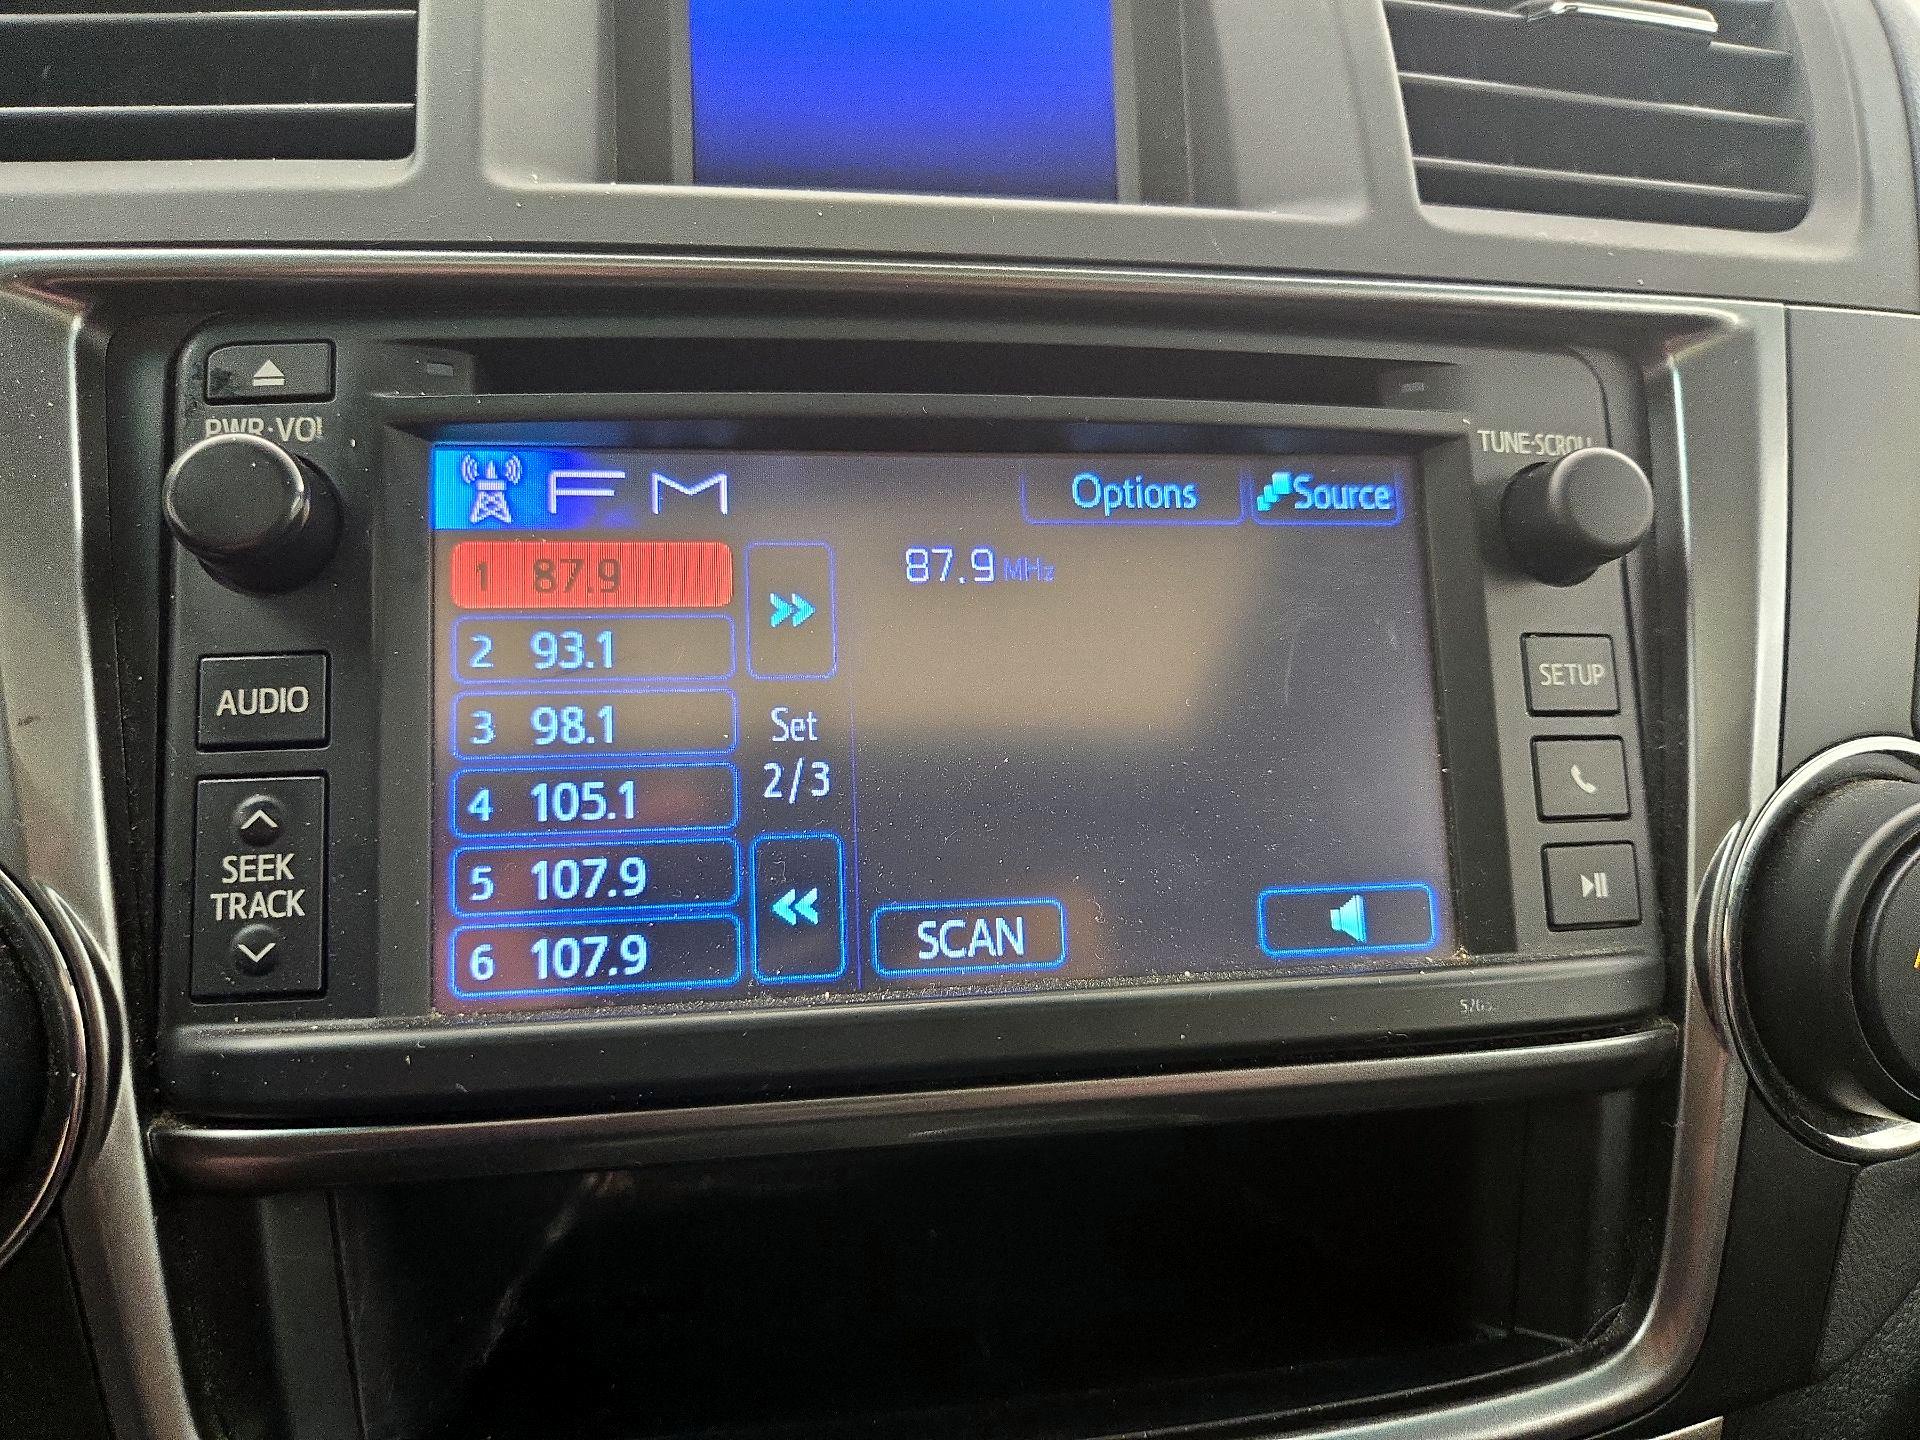 PWR·VOL
TUNE·SCROLL
FM
Options
Source
1 87.9
87.9 MHz
2 93.1
3 98.1
Set
2/3
4 105.1
5 107.9
6 107.9
SCAN
AUDIO
SEEK
TRACK
SETUP